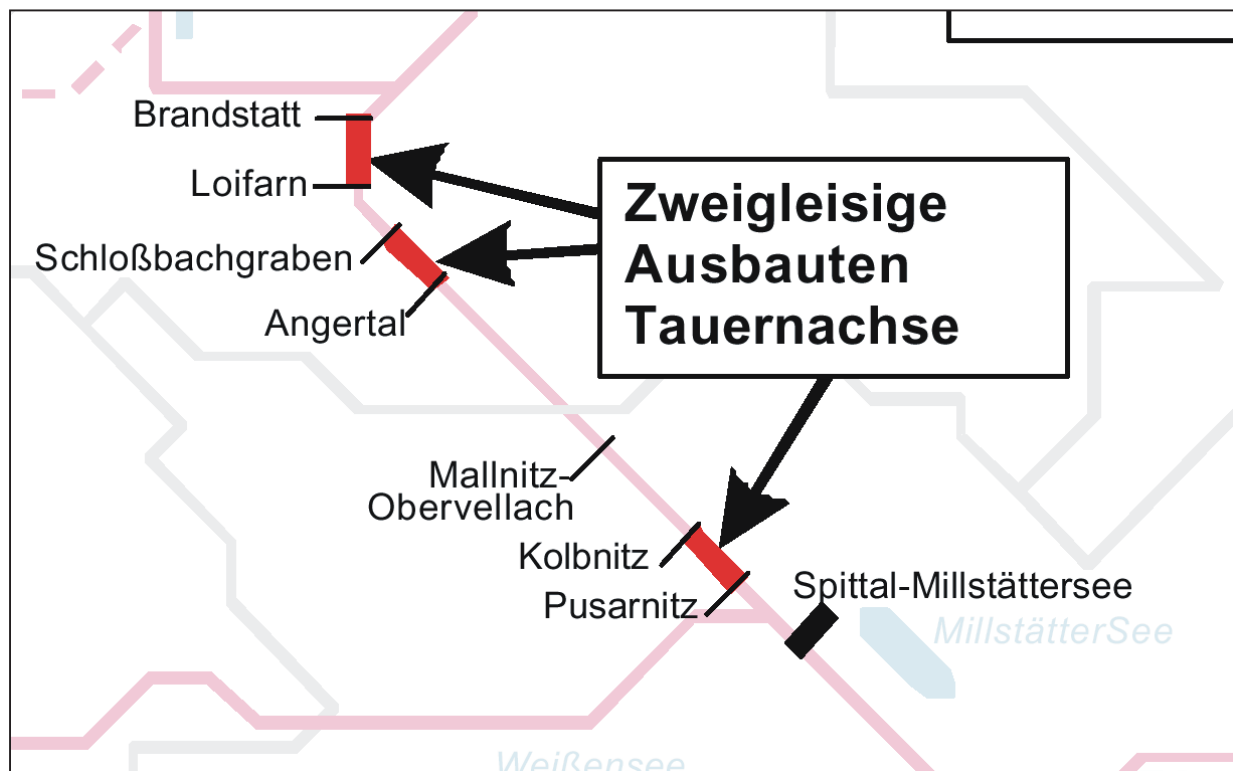 Brandstatt
Loifarn
Zweigleisige
Ausbauten
Tauernachse
Schloßbachgraben
Angertal
Mallnitz-
Obervellach
Kolbnitz
Pusarnitz
Spittal-Millstättersee
MillstätterSee
Weißensee